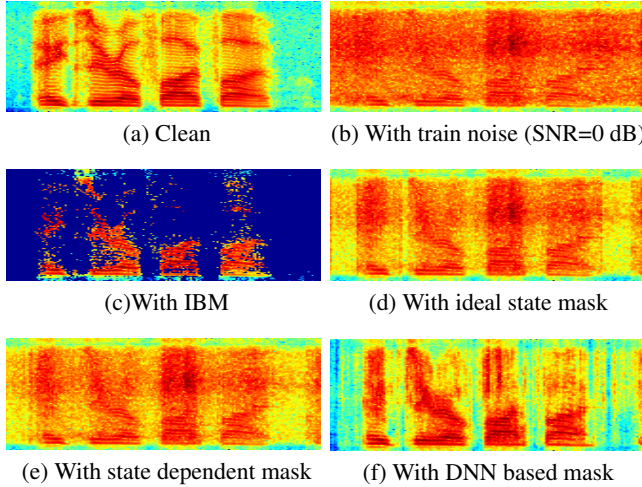 (a) Clean
(b) With train noise (SNR=0 dB)
(c)With IBM
(d) With ideal state mask
(e) With state dependent mask
(f) With DNN based mask